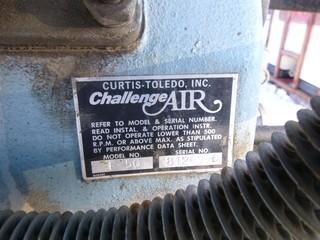 CURTIS-TOLEDO, INC.
Challenge AIR
REFER TO MODEL & SERIAL NUMBER.
READ INSTAL. & OPERATION INSTR.
DO NOT OPERATE LOWER THAN 500
R.P.M. OR ABOVE MAX. AS STIPULATED
BY PERFORMANCE DATA SHEET.
MODEL NO. SERIAL NO.